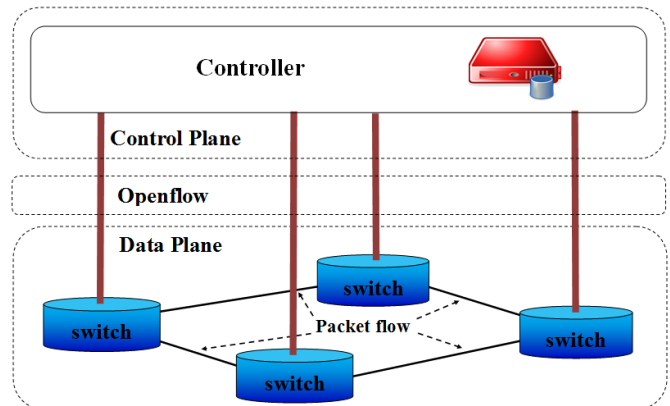 Controller
Control Plane
Openflow
Data Plane
switch
switch
Packet flow
switch
switch